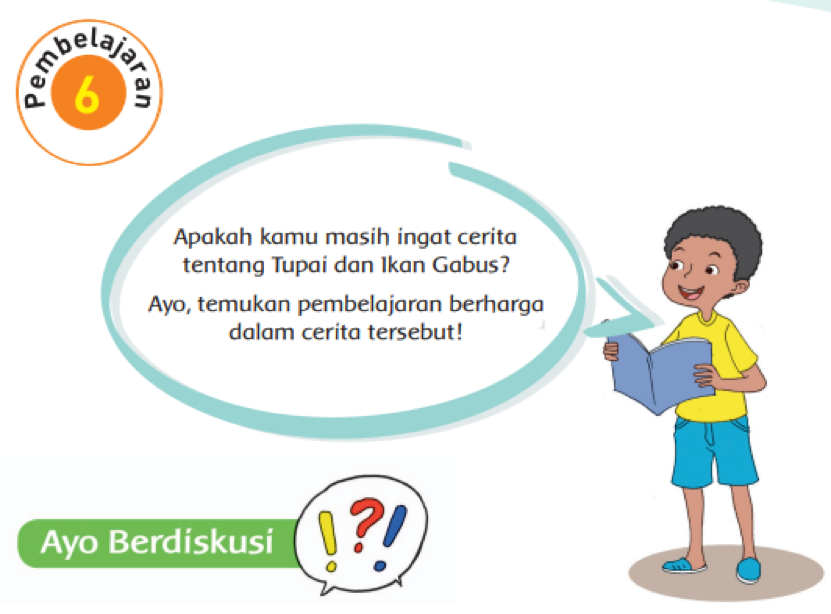 Pembelajaran
6
Apakah kamu masih ingat cerita
tentang Tupai dan Ikan Gabus?
Ayo, temukan pembelajaran berharga
dalam cerita tersebut!
Ayo Berdiskusi
!?!